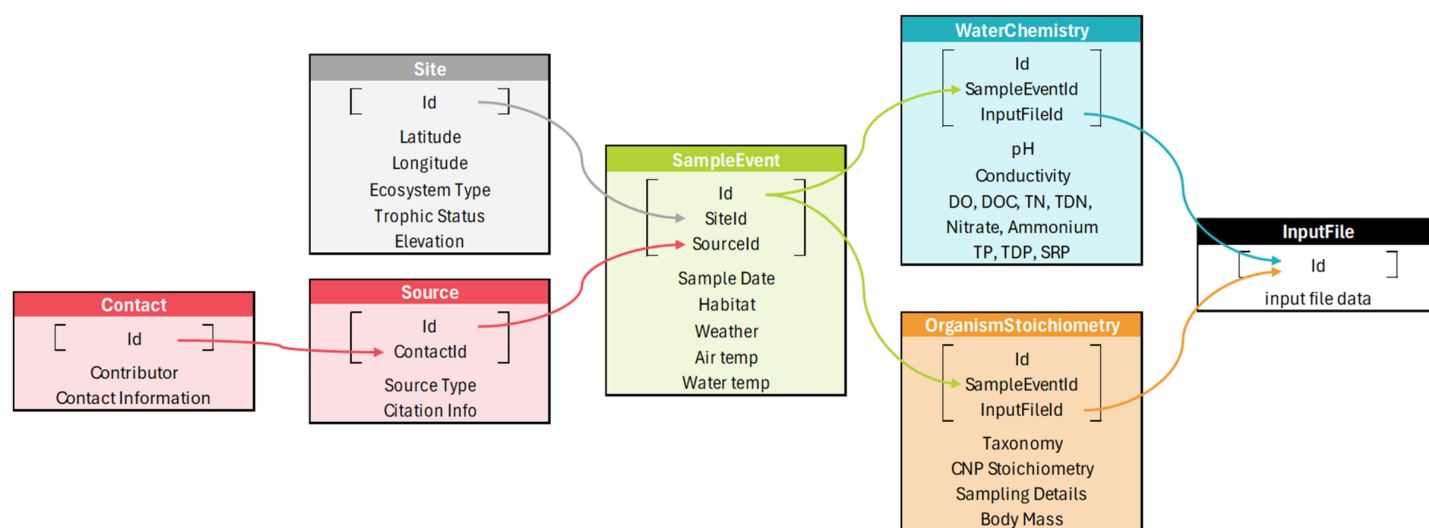 Contact
Id
Contributor
Contact Information
Site
Id
Latitude
Longitude
Ecosystem Type
Trophic Status
Elevation
Source
Id
ContactId
Source Type
Citation Info
SampleEvent
Id
SiteId
SourceId
Sample Date
Habitat
Weather
Air temp
Water temp
WaterChemistry
Id
SampleEventId
InputFileId
pH
Conductivity
DO, DOC, TN, TDN,
Nitrate, Ammonium
TP, TDP, SRP
OrganismStoichiometry
Id
SampleEventId
InputFileId
Taxonomy
CNP Stoichiometry
Sampling Details
Body Mass
InputFile
Id
input file data